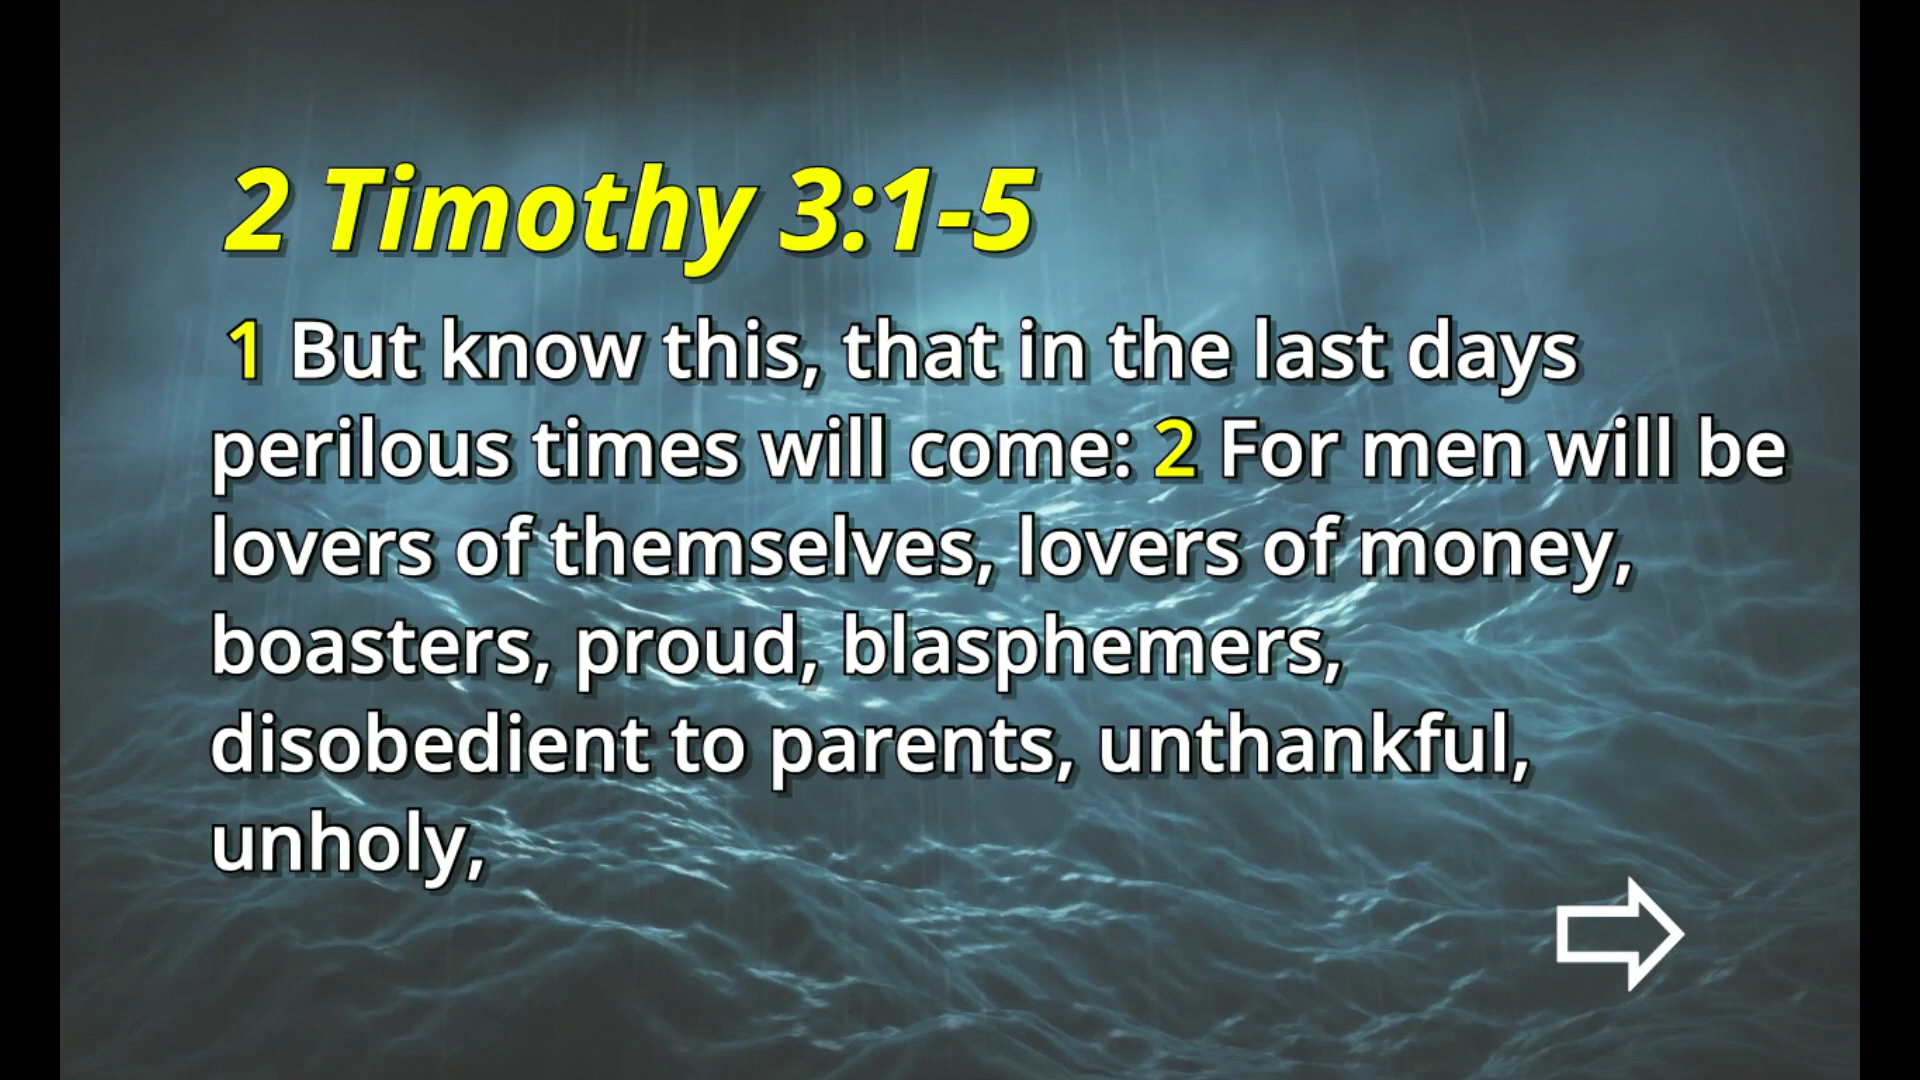 2 Timothy 3:1-5
1 But know this, that in the last days
perilous times will come: 2 For men will be
lovers of themselves, lovers of money,
boasters, proud, blasphemers,
disobedient to parents, unthankful,
unholy,